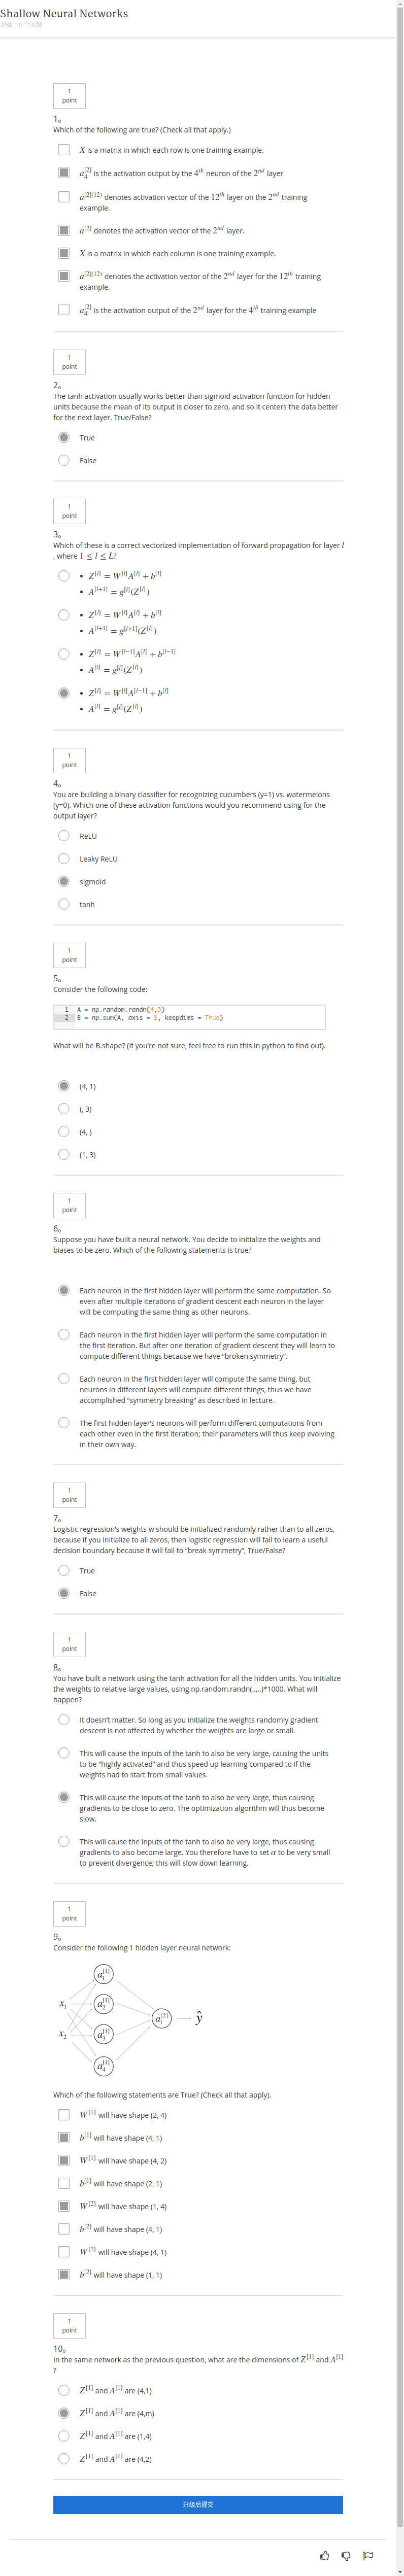 Shallow Neural Networks
测验, 10 个问题
1
point
1。
Which of the following are true? (Check all that apply.)
X is a matrix in which each row is one training example.
a_4^{[2]} is the activation output by the 4^{th} neuron of the 2^{nd} layer
a^{[2](12)} denotes activation vector of the 12^{th} layer on the 2^{nd} training
example.
a^{[2]} denotes the activation vector of the 2^{nd} layer.
X is a matrix in which each column is one training example.
a^{[2](12)} denotes the activation vector of the 2^{nd} layer for the 12^{th} training
example.
a_4^{[2]} is the activation output of the 2^{nd} layer for the 4^{th} training example
1
point
2。
The tanh activation usually works better than sigmoid activation function for hidden
units because the mean of its output is closer to zero, and so it centers the data better
for the next layer. True/False?
True
False
1
point
3。
Which of these is a correct vectorized implementation of forward propagation for layer l
, where 1 ≤ l ≤ L?
• Z^{[l]} = W^{[l]} A^{[l]} + b^{[l]}
• A^{[l+1]} = g^{[l]}(Z^{[l]})
• Z^{[l]} = W^{[l]} A^{[l]} + b^{[l]}
• A^{[l+1]} = g^{[l+1]}(Z^{[l]})
• Z^{[l]} = W^{[l-1]} A^{[l]} + b^{[l-1]}
• A^{[l]} = g^{[l]}(Z^{[l]})
• Z^{[l]} = W^{[l]} A^{[l-1]} + b^{[l]}
• A^{[l]} = g^{[l]}(Z^{[l]})
1
point
4。
You are building a binary classifier for recognizing cucumbers (y=1) vs. watermelons
(y=0). Which one of these activation functions would you recommend using for the
output layer?
ReLU
Leaky ReLU
sigmoid
tanh
1
point
5。
Consider the following code:
1 A = np.random.randn(4,3)
2 B = np.sum(A, axis = 1, keepdims = True)
What will be B.shape? (If you're not sure, feel free to run this in python to find out).
(4, 1)
(, 3)
(4, )
(1, 3)
1
point
6。
Suppose you have built a neural network. You decide to initialize the weights and
biases to be zero. Which of the following statements is true?
Each neuron in the first hidden layer will perform the same computation. So
even after multiple iterations of gradient descent each neuron in the layer
will be computing the same thing as other neurons.
Each neuron in the first hidden layer will perform the same computation in
the first iteration. But after one iteration of gradient descent they will learn to
compute different things because we have "broken symmetry".
Each neuron in the first hidden layer will compute the same thing, but
neurons in different layers will compute different things, thus we have
accomplished "symmetry breaking" as described in lecture.
The first hidden layer's neurons will perform different computations from
each other even in the first iteration; their parameters will thus keep evolving
in their own way.
1
point
7。
Logistic regression's weights w should be initialized randomly rather than to all zeros,
because if you initialize to all zeros, then logistic regression will fail to learn a useful
decision boundary because it will fail to "break symmetry", True/False?
True
False
1
point
8。
You have built a network using the tanh activation for all the hidden units. You initialize
the weights to relative large values, using np.random.randn(..,..)*1000. What will
happen?
It doesn't matter. So long as you initialize the weights randomly gradient
descent is not affected by whether the weights are large or small.
This will cause the inputs of the tanh to also be very large, causing the units
to be "highly activated" and thus speed up learning compared to if the
weights had to start from small values.
This will cause the inputs of the tanh to also be very large, thus causing
gradients to be close to zero. The optimization algorithm will thus become
slow.
This will cause the inputs of the tanh to also be very large, thus causing
gradients to also become large. You therefore have to set α to be very small
to prevent divergence; this will slow down learning.
1
point
9。
Consider the following 1 hidden layer neural network:
a_1^{[1]}
x_1 a_2^{[1]}
a_1^{[2]} ŷ
x_2 a_3^{[1]}
a_4^{[1]}
Which of the following statements are True? (Check all that apply).
W^{[1]} will have shape (2, 4)
b^{[1]} will have shape (4, 1)
W^{[1]} will have shape (4, 2)
b^{[1]} will have shape (2, 1)
W^{[2]} will have shape (1, 4)
b^{[2]} will have shape (4, 1)
W^{[2]} will have shape (4, 1)
b^{[2]} will have shape (1, 1)
1
point
10。
In the same network as the previous question, what are the dimensions of Z^{[1]} and A^{[1]}
?
Z^{[1]} and A^{[1]} are (4,1)
Z^{[1]} and A^{[1]} are (4,m)
Z^{[1]} and A^{[1]} are (1,4)
Z^{[1]} and A^{[1]} are (4,2)
升级后提交